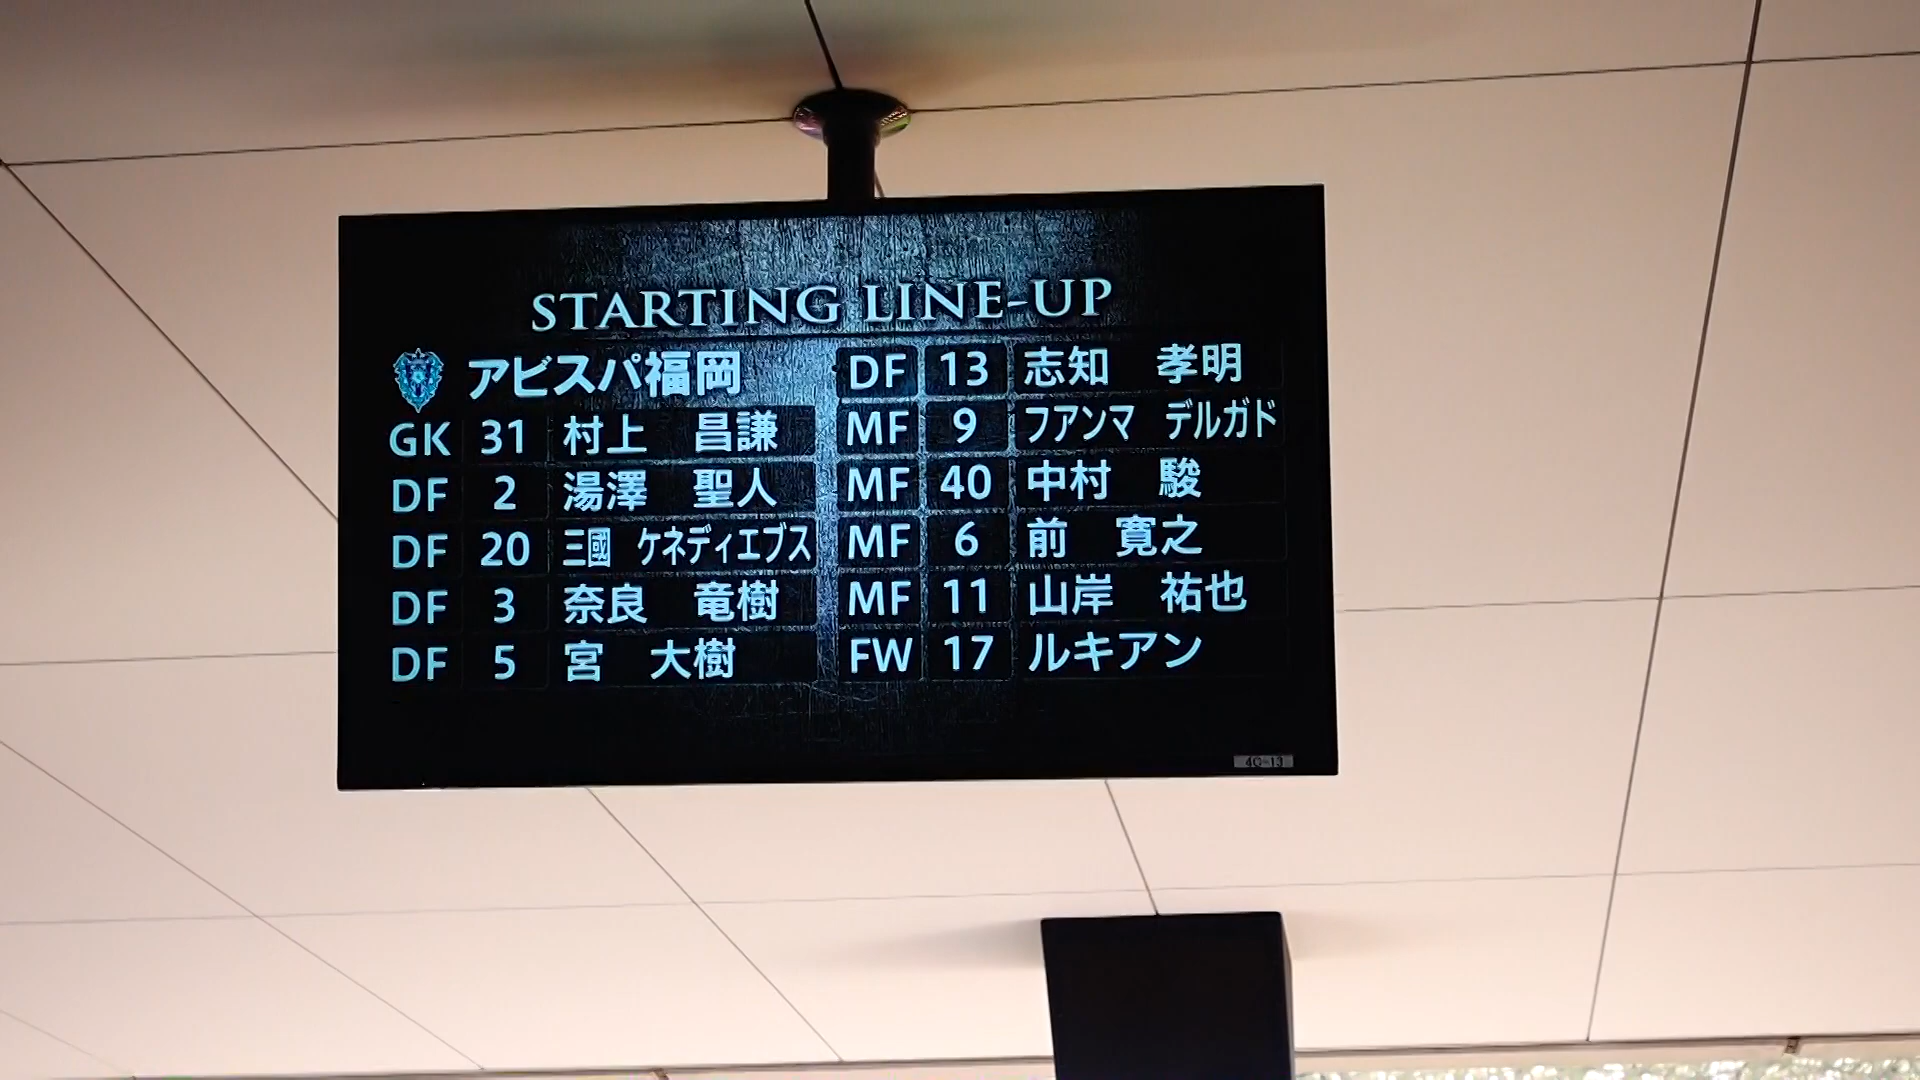 STARTING LINE-UP
アビスパ福岡
GK 31 村上 昌謙
DF 2 湯澤 聖人
DF 20 三國 ケネディエブス
DF 3 奈良 竜樹
DF 5 宮 大樹
DF 13 志知 孝明
MF 9 フアンマ デルガド
MF 40 中村 駿
MF 6 前 寛之
MF 11 山岸 祐也
FW 17 ルキアン
4C-13